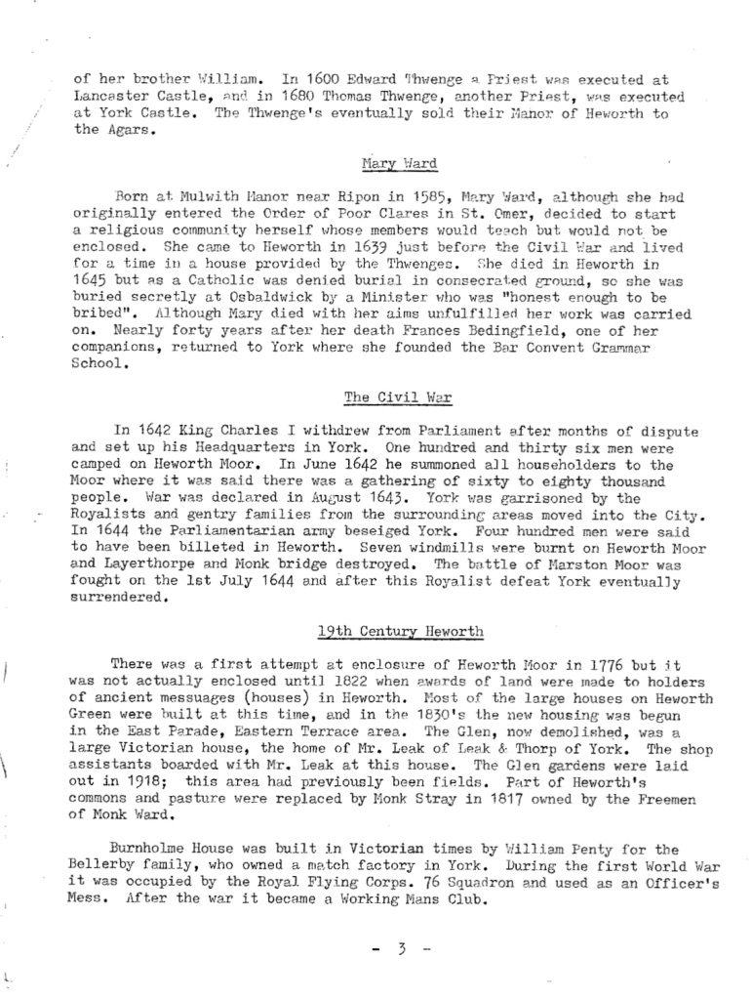 of her brother William. In 1600 Edward Thwenge a Priest was executed at
Lancaster Castle, and in 1680 Thomas Thwenge, another Priest, was executed
at York Castle. The Thwenge's eventually sold their Manor of Heworth to
the Agars.
Mary Ward
Born at Mulwith Manor near Ripon in 1585, Mary Ward, although she had
originally entered the Order of Poor Clares in St. Omer, decided to start
a religious community herself whose members would teach but would not be
enclosed. She came to Heworth in 1639 just before the Civil War and lived
for a time in a house provided by the Thwenges. She died in Heworth in
1645 but as a Catholic was denied burial in consecrated ground, so she was
buried secretly at Osbaldwick by a Minister who was "honest enough to be
bribed". Although Mary died with her aims unfulfilled her work was carried
on. Nearly forty years after her death Frances Bedingfield, one of her
companions, returned to York where she founded the Bar Convent Grammar
School.
The Civil War
In 1642 King Charles I withdrew from Parliament after months of dispute
and set up his Headquarters in York. One hundred and thirty six men were
camped on Heworth Moor. In June 1642 he summoned all householders to the
Moor where it was said there was a gathering of sixty to eighty thousand
people. War was declared in August 1643. York was garrisoned by the
Royalists and gentry families from the surrounding areas moved into the City.
In 1644 the Parliamentarian army beseiged York. Four hundred men were said
to have been billeted in Heworth. Seven windmills were burnt on Heworth Moor
and Layerthorpe and Monk bridge destroyed. The battle of Marston Moor was
fought on the 1st July 1644 and after this Royalist defeat York eventually
surrendered.
19th Century Heworth
There was a first attempt at enclosure of Heworth Moor in 1776 but it
was not actually enclosed until 1822 when awards of land were made to holders
of ancient messuages (houses) in Heworth. Most of the large houses on Heworth
Green were built at this time, and in the 1830's the new housing was begun
in the East Parade, Eastern Terrace area. The Glen, now demolished, was a
large Victorian house, the home of Mr. Leak of Leak & Thorp of York. The shop
assistants boarded with Mr. Leak at this house. The Glen gardens were laid
out in 1918; this area had previously been fields. Part of Heworth's
commons and pasture were replaced by Monk Stray in 1817 owned by the Freemen
of Monk Ward.
Burnholme House was built in Victorian times by William Penty for the
Bellerby family, who owned a match factory in York. During the first World War
it was occupied by the Royal Flying Corps. 76 Squadron and used as an Officer's
Mess. After the war it became a Working Mans Club.
- 3 -